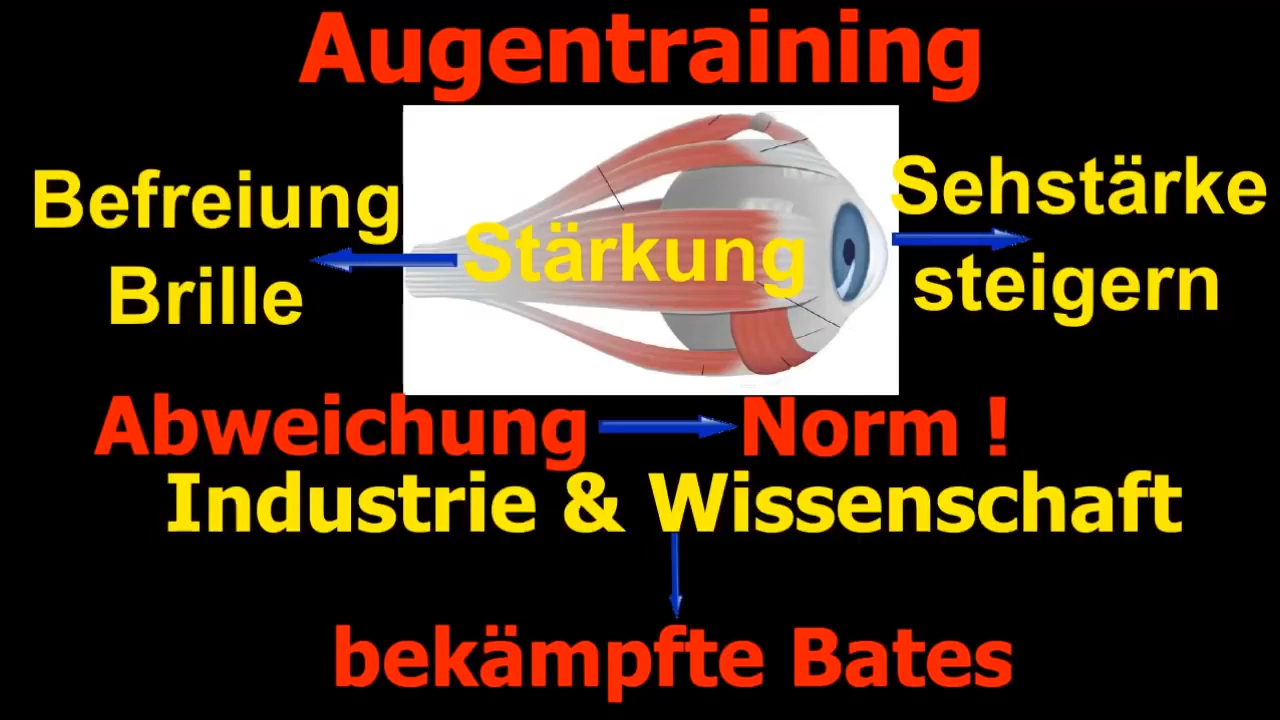 Augentraining
Befreiung
Brille
Stärkung
Sehstärke
steigern
Abweichung Norm !
Industrie & Wissenschaft
bekämpfte Bates